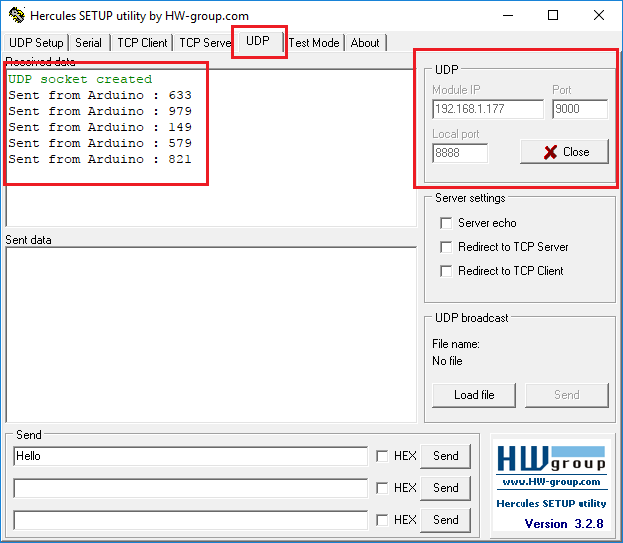 Hercules SETUP utility by HW-group.com
UDP Setup Serial TCP Client TCP Serve UDP Test Mode About
Received data
UDP socket created
Sent from Arduino : 633
Sent from Arduino : 979
Sent from Arduino : 149
Sent from Arduino : 579
Sent from Arduino : 821
UDP
Module IP Port
192.168.1.177 9000
Local port
8888 Close
Server settings
Server echo
Redirect to TCP Server
Redirect to TCP Client
Sent data
UDP broadcast
File name:
No file
Load file Send
Send
Hello HEX Send
HEX Send
HEX Send
HW group
www.HW-group.com
Hercules SETUP utility
Version 3.2.8